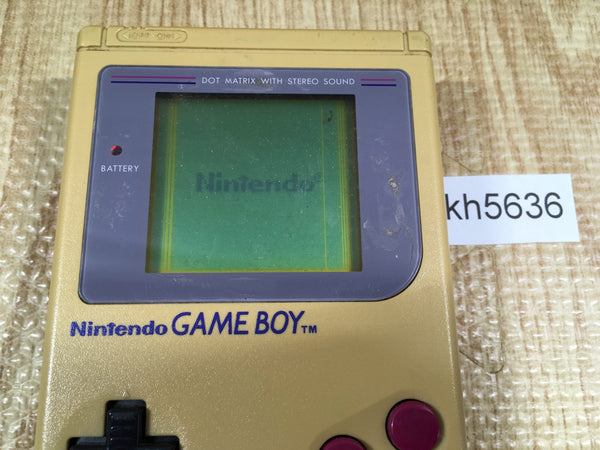 DOT MATRIX WITH STEREO SOUND
BATTERY
Nintendo®
kh5636
Nintendo GAME BOY™